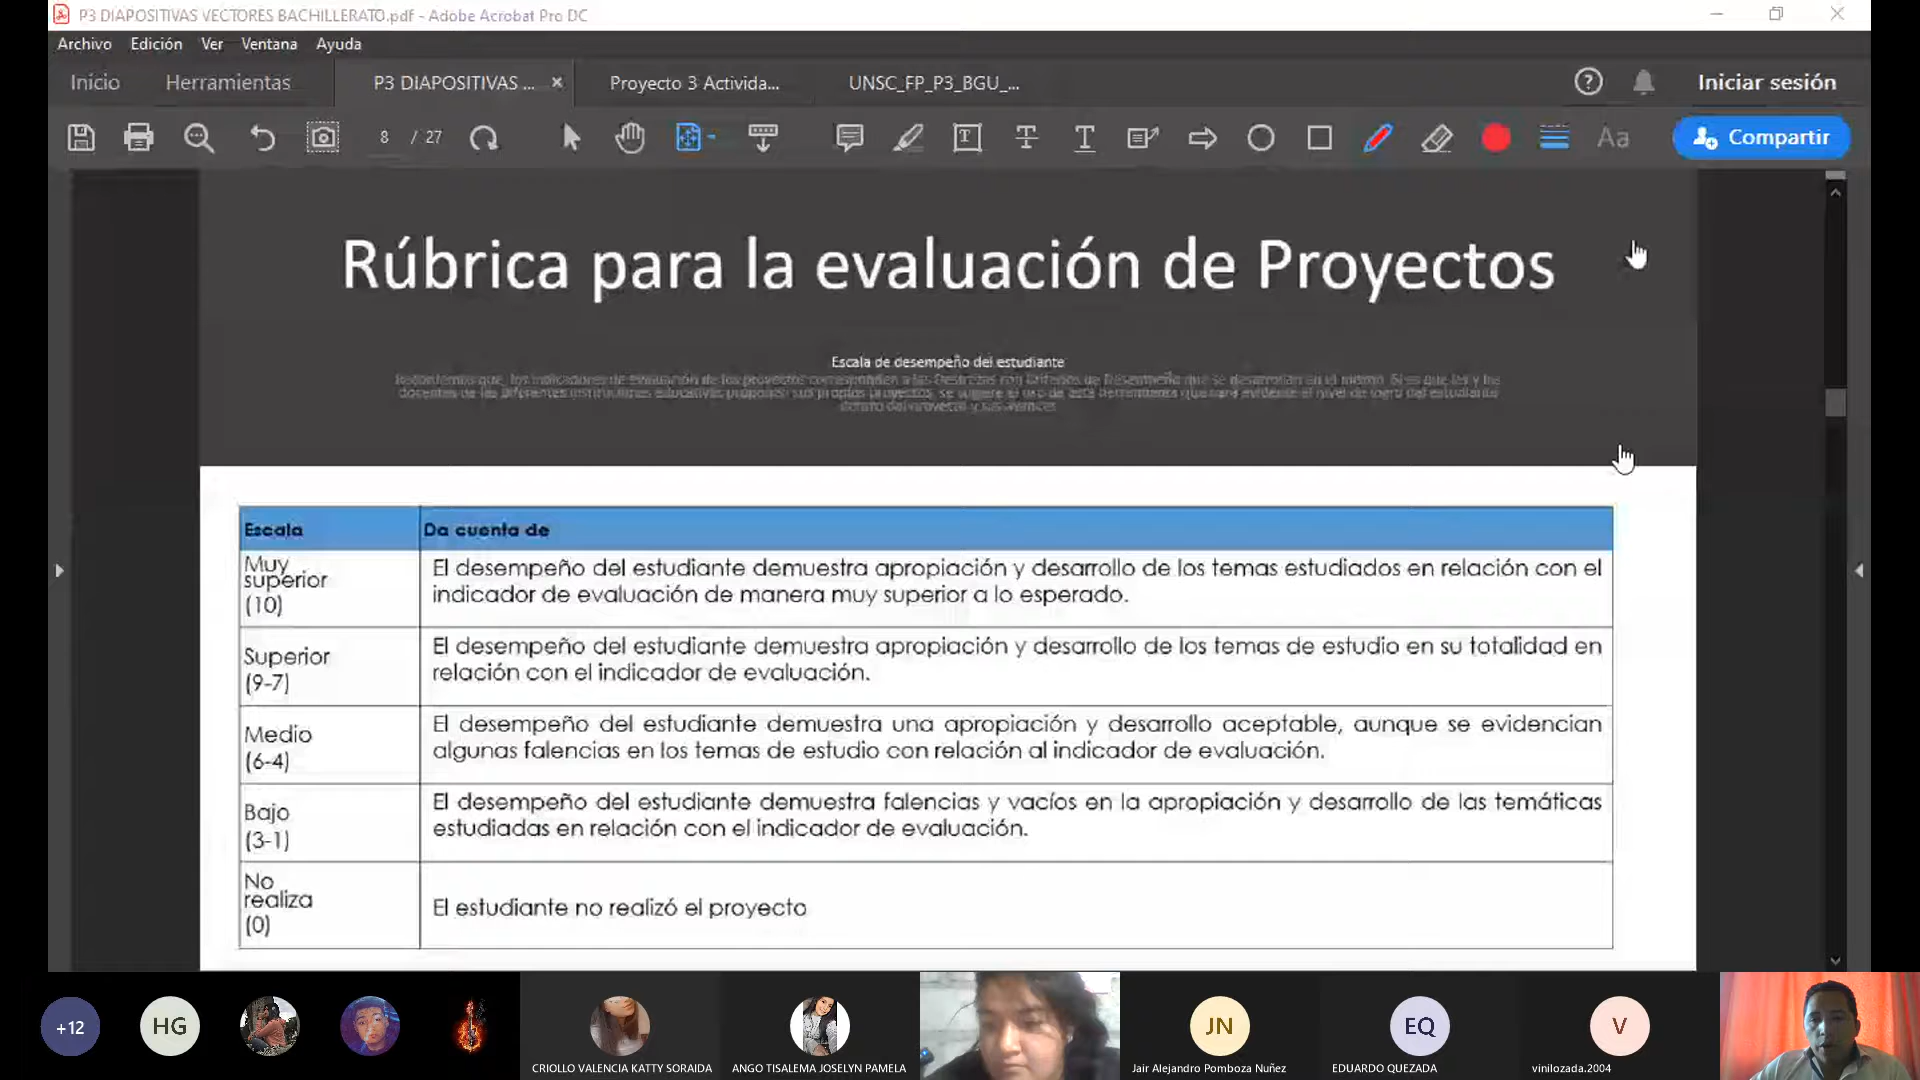 P3 DIAPOSITIVAS VECTORES BACHILLERATO.pdf - Adobe Acrobat Pro DC
Archivo Edición Ver Ventana Ayuda
Inicio Herramientas P3 DIAPOSITIVAS ... × Proyecto 3 Activida... UNSC_FP_P3_BGU_... Iniciar sesión
8 / 27 Aa Compartir
Rúbrica para la evaluación de Proyectos
Escala de desempeño del estudiante
Escala Da cuenta de
Muy
superior
(10)
El desempeño del estudiante demuestra apropiación y desarrollo de los temas estudiados en relación con el
indicador de evaluación de manera muy superior a lo esperado.
Superior
(9-7)
El desempeño del estudiante demuestra apropiación y desarrollo de los temas de estudio en su totalidad en
relación con el indicador de evaluación.
Medio
(6-4)
El desempeño del estudiante demuestra una apropiación y desarrollo aceptable, aunque se evidencian
algunas falencias en los temas de estudio con relación al indicador de evaluación.
Bajo
(3-1)
El desempeño del estudiante demuestra falencias y vacíos en la apropiación y desarrollo de las temáticas
estudiadas en relación con el indicador de evaluación.
No
realiza
(0)
El estudiante no realizó el proyecto
+12 HG JN EQ V
CRIOLLO VALENCIA KATTY SORAIDA ANGO TISALEMA JOSELYN PAMELA Jair Alejandro Pomboza Nuñez EDUARDO QUEZADA vinilozada.2004